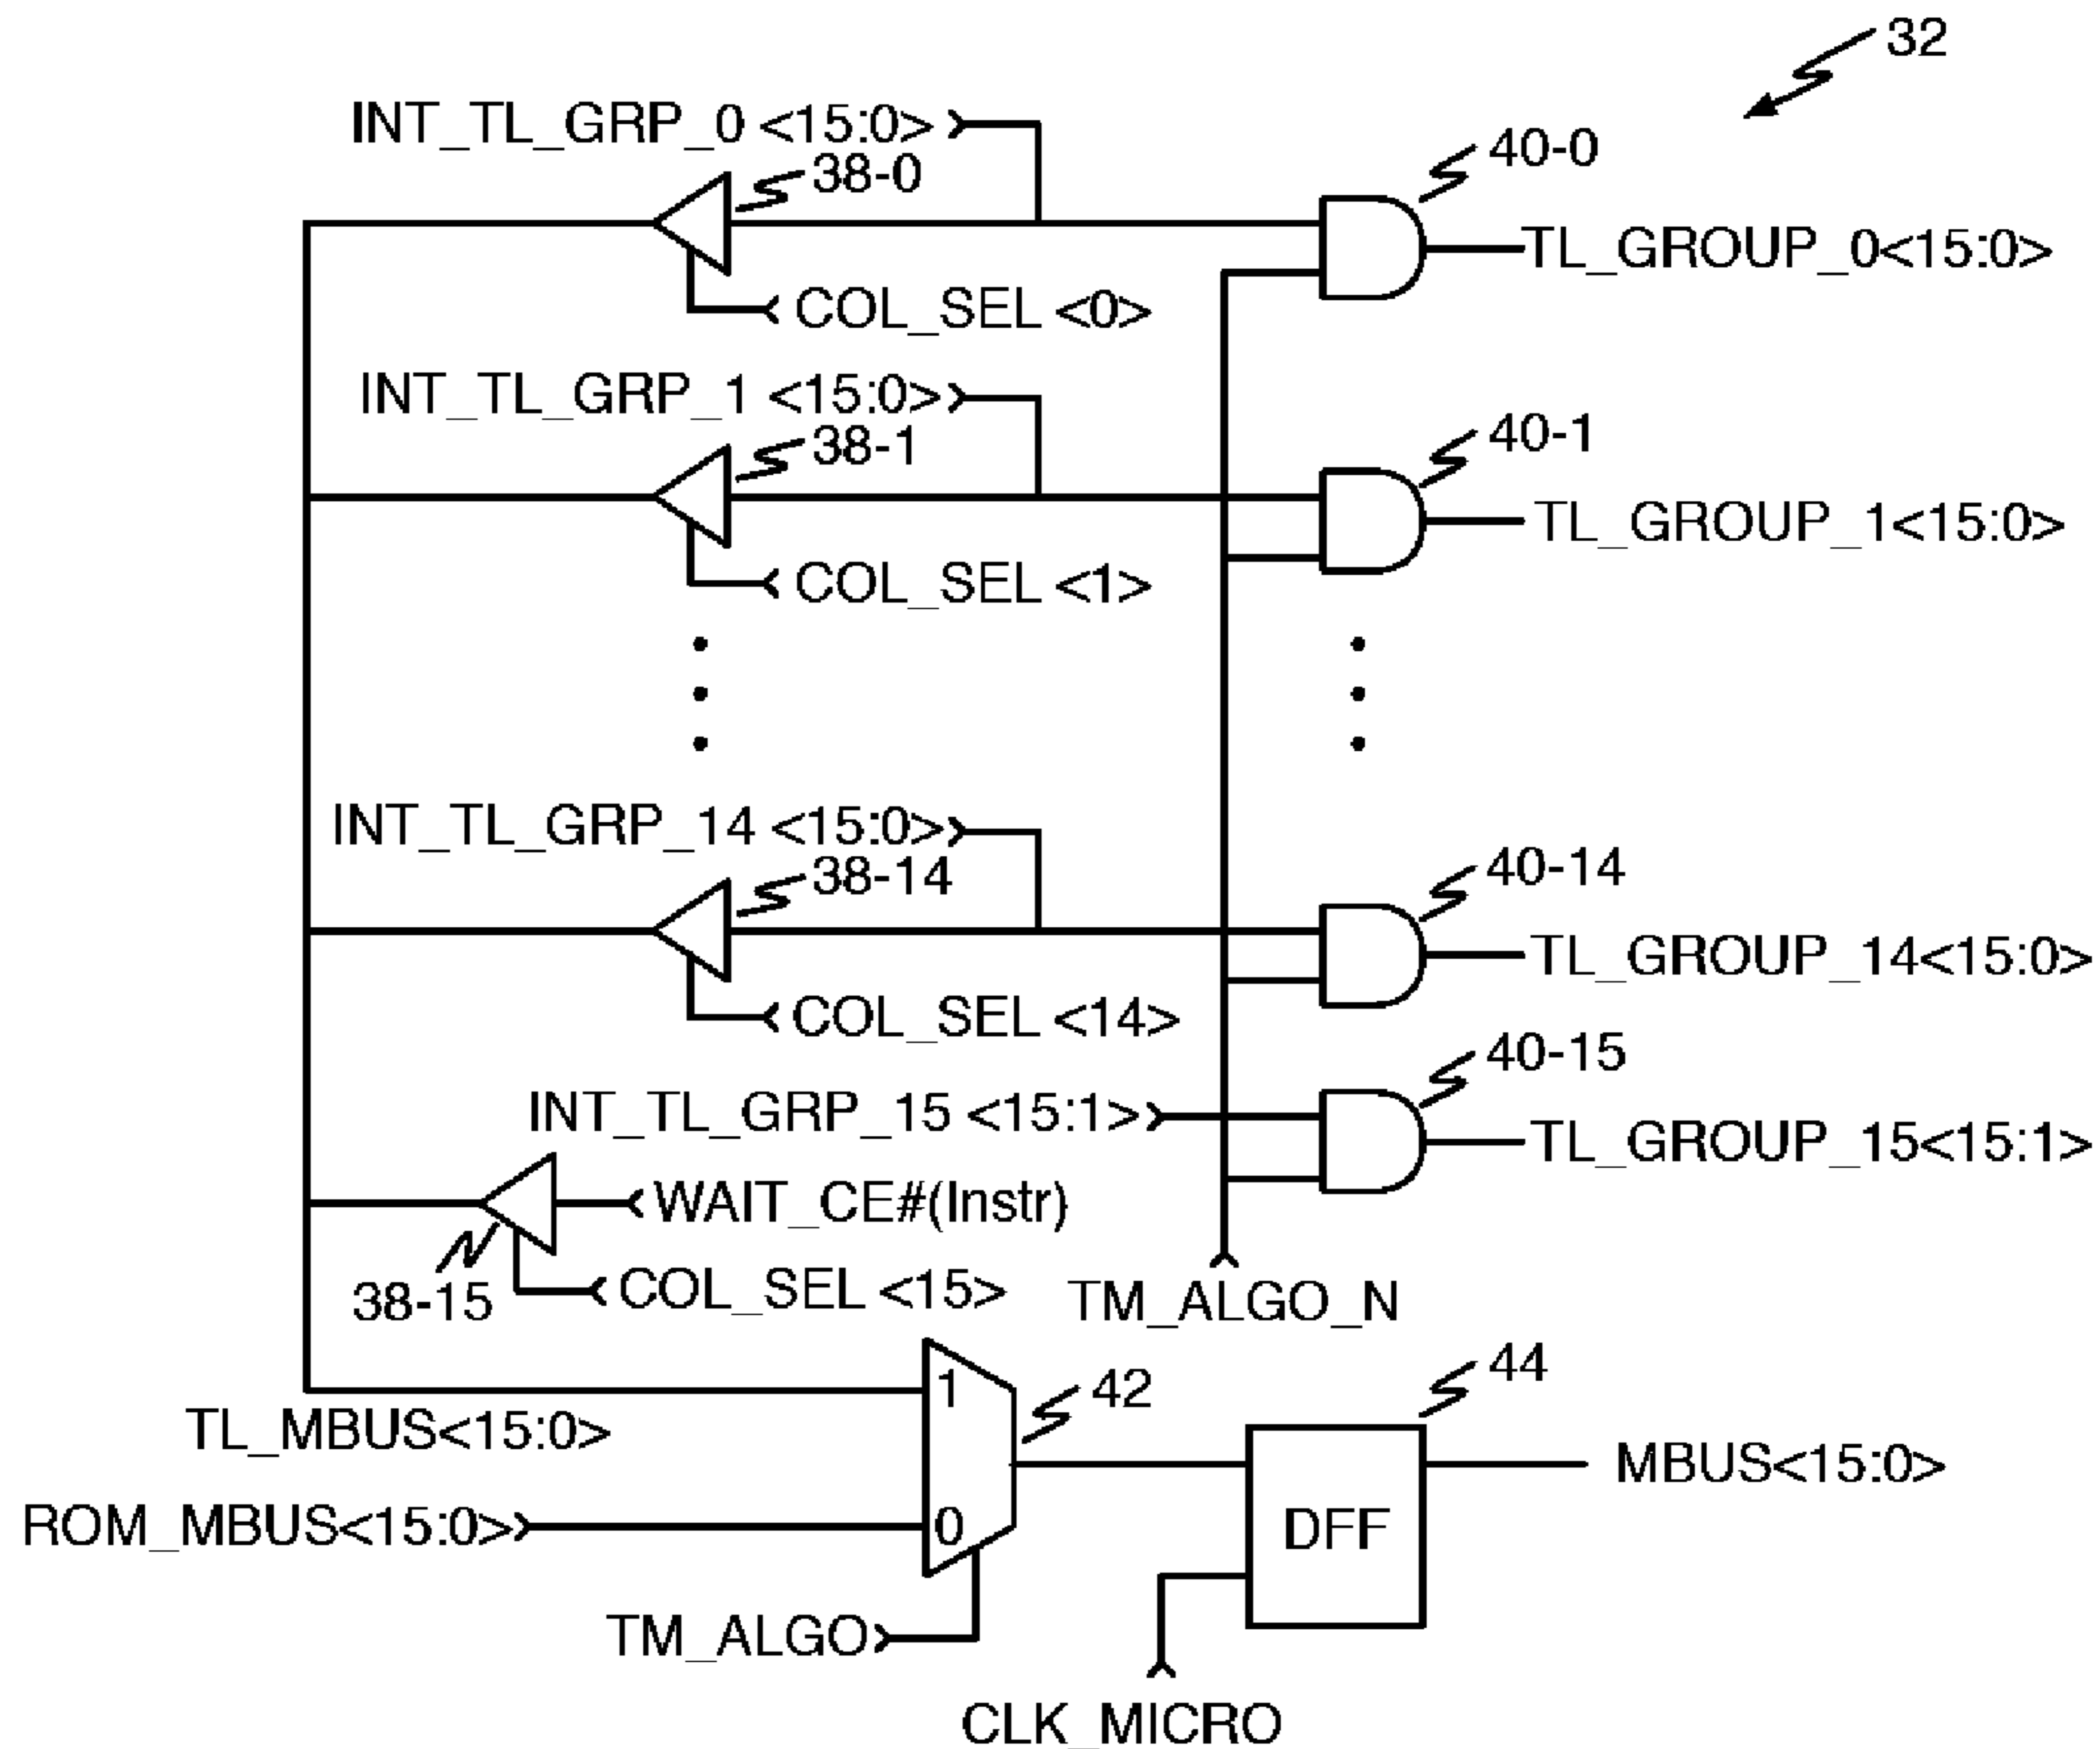 32
INT_TL_GRP_0 <15:0>
38-0
40-0
TL_GROUP_0<15:0>
COL_SEL <0>
INT_TL_GRP_1 <15:0>
38-1
40-1
TL_GROUP_1<15:0>
COL_SEL <1>
INT_TL_GRP_14 <15:0>
38-14
40-14
TL_GROUP_14<15:0>
COL_SEL <14>
40-15
INT_TL_GRP_15 <15:1>
TL_GROUP_15<15:1>
WAIT_CE#(Instr)
38-15
COL_SEL <15>
TM_ALGO_N
1
42
44
TL_MBUS<15:0>
MBUS<15:0>
ROM_MBUS<15:0>
0
DFF
TM_ALGO
CLK_MICRO